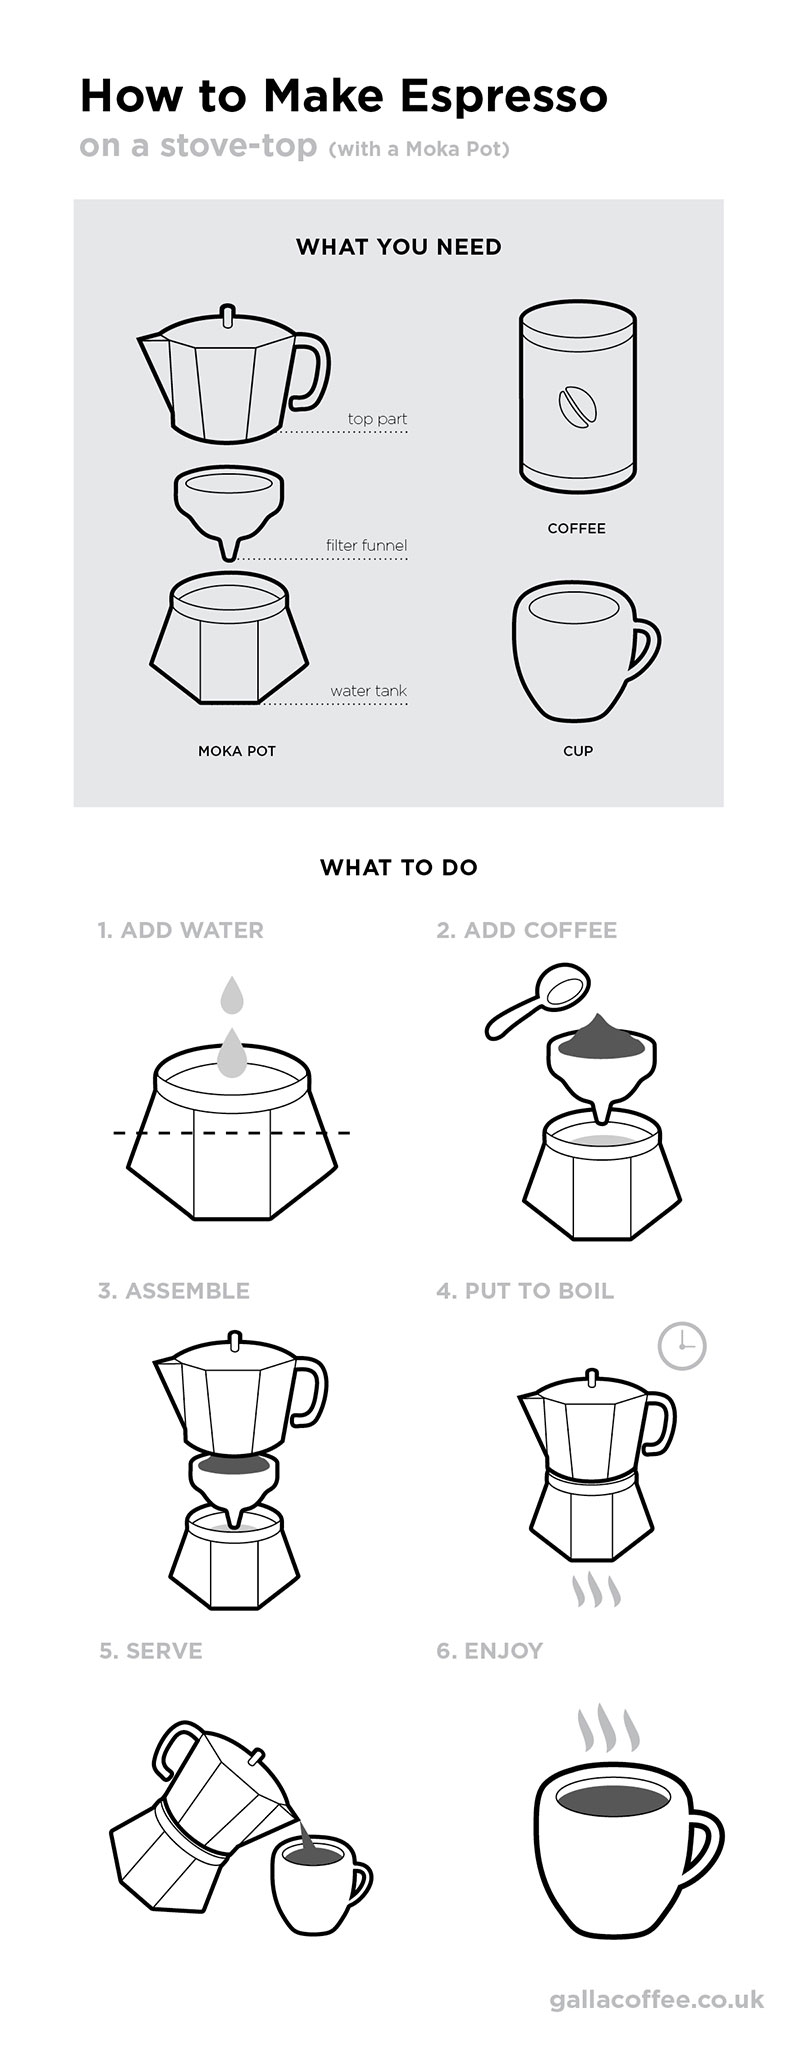 How to Make Espresso
on a stove-top (with a Moka Pot)
WHAT YOU NEED
top part
filter funnel
water tank
MOKA POT
COFFEE
CUP
WHAT TO DO
1. ADD WATER
2. ADD COFFEE
3. ASSEMBLE
4. PUT TO BOIL
5. SERVE
6. ENJOY
gallacoffee.co.uk